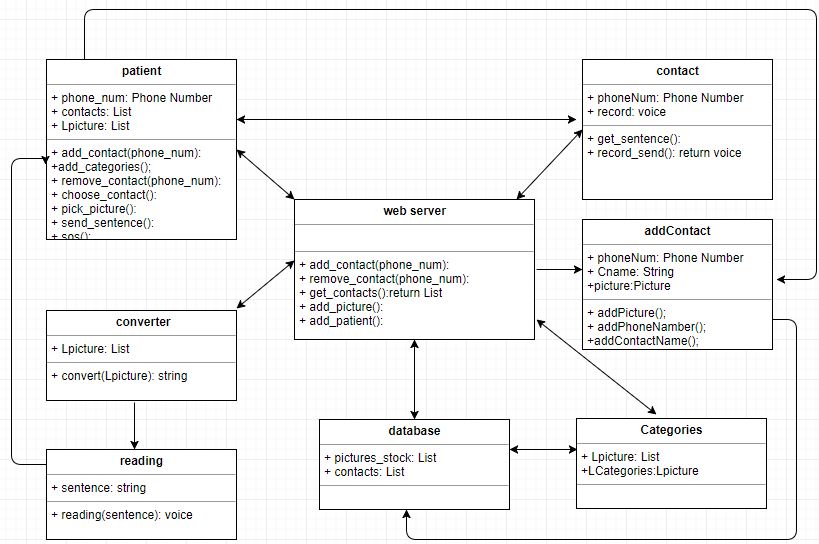 patient
+ phone_num: Phone Number
+ contacts: List
+ Lpicture: List
+ add_contact(phone_num):
+add_categories();
+ remove_contact(phone_num):
+ choose_contact():
+ pick_picture():
+ send_sentence():
+ sos():
contact
+ phoneNum: Phone Number
+ record: voice
+ get_sentence():
+ record_send(): return voice
web server
+ add_contact(phone_num):
+ remove_contact(phone_num):
+ get_contacts():return List
+ add_picture():
+ add_patient():
addContact
+ phoneNum: Phone Number
+ Cname: String
+picture:Picture
+ addPicture();
+ addPhoneNamber();
+addContactName();
converter
+ Lpicture: List
+ convert(Lpicture): string
reading
+ sentence: string
+ reading(sentence): voice
database
+ pictures_stock: List
+ contacts: List
Categories
+ Lpicture: List
+LCategories:Lpicture